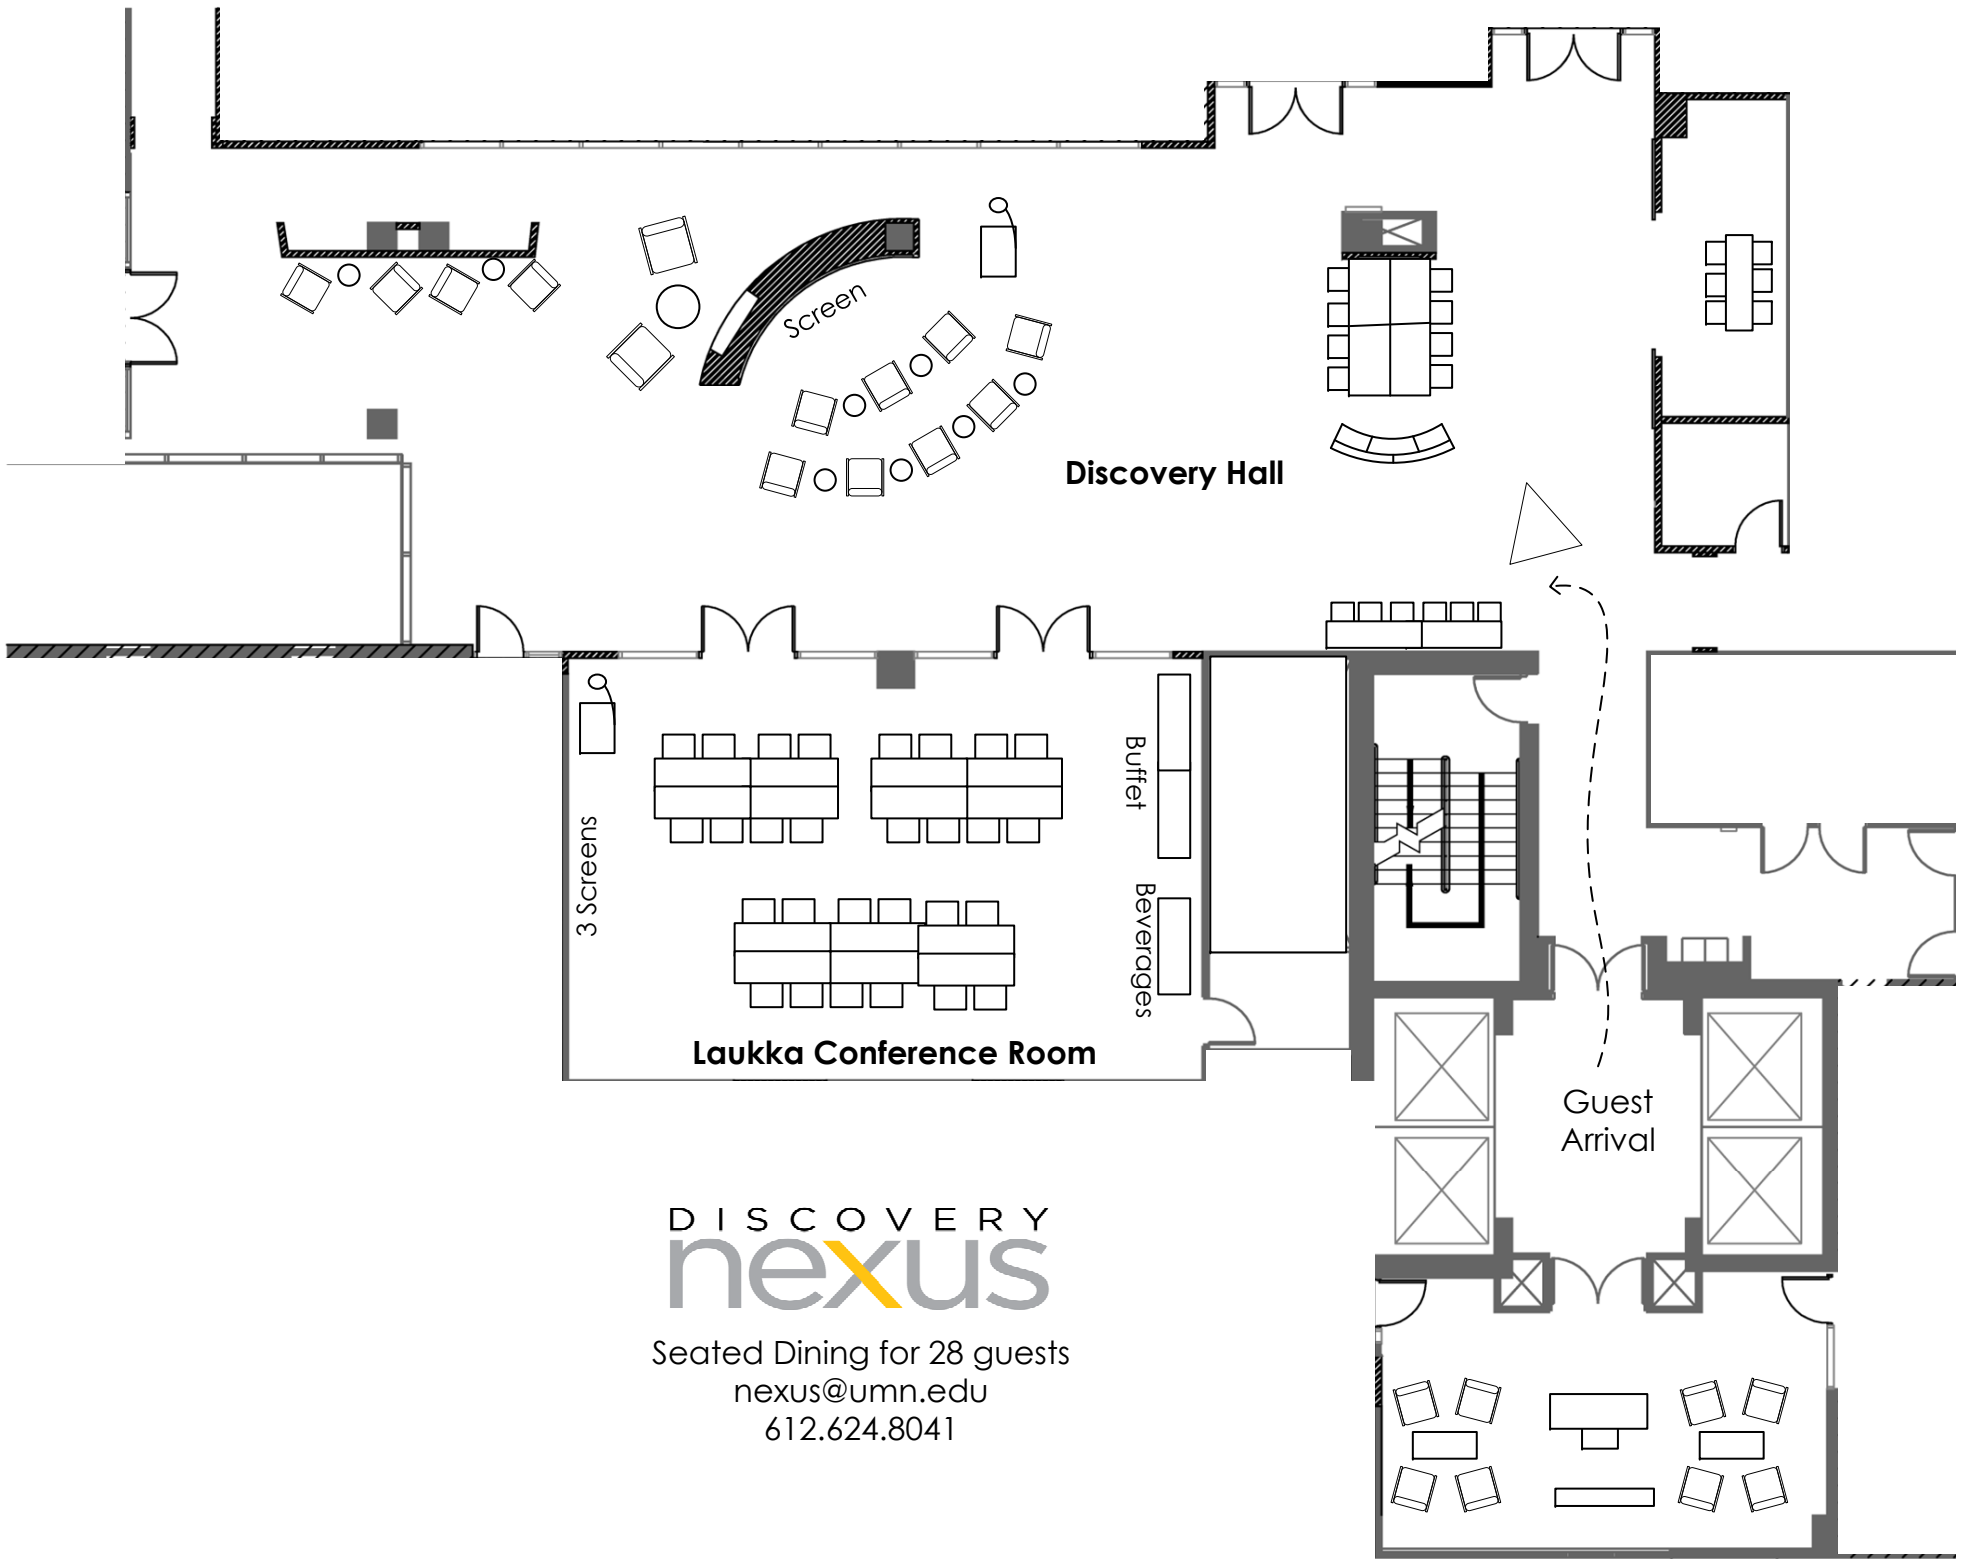 Screen
Discovery Hall
Buffet
3 Screens
Beverages
Laukka Conference Room
Guest
Arrival
DISCOVERY
nexus
Seated Dining for 28 guests
nexus@umn.edu
612.624.8041